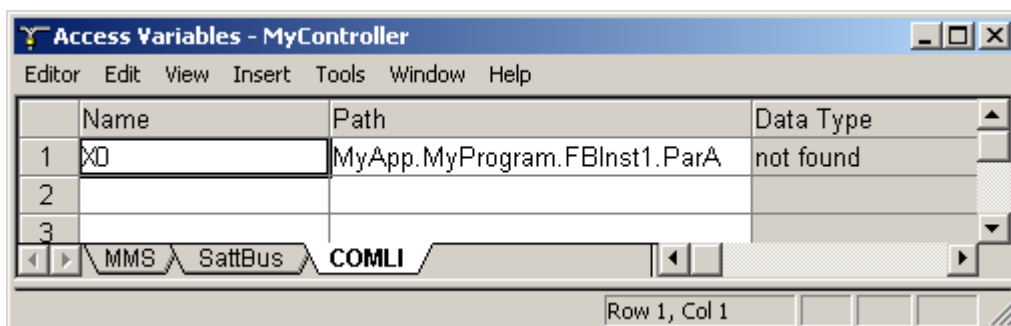 Access Variables - MyController
Editor Edit View Insert Tools Window Help
Name Path Data Type
1 X0 MyApp.MyProgram.FBInst1.ParA not found
2
3
MMS SattBus COMLI
Row 1, Col 1